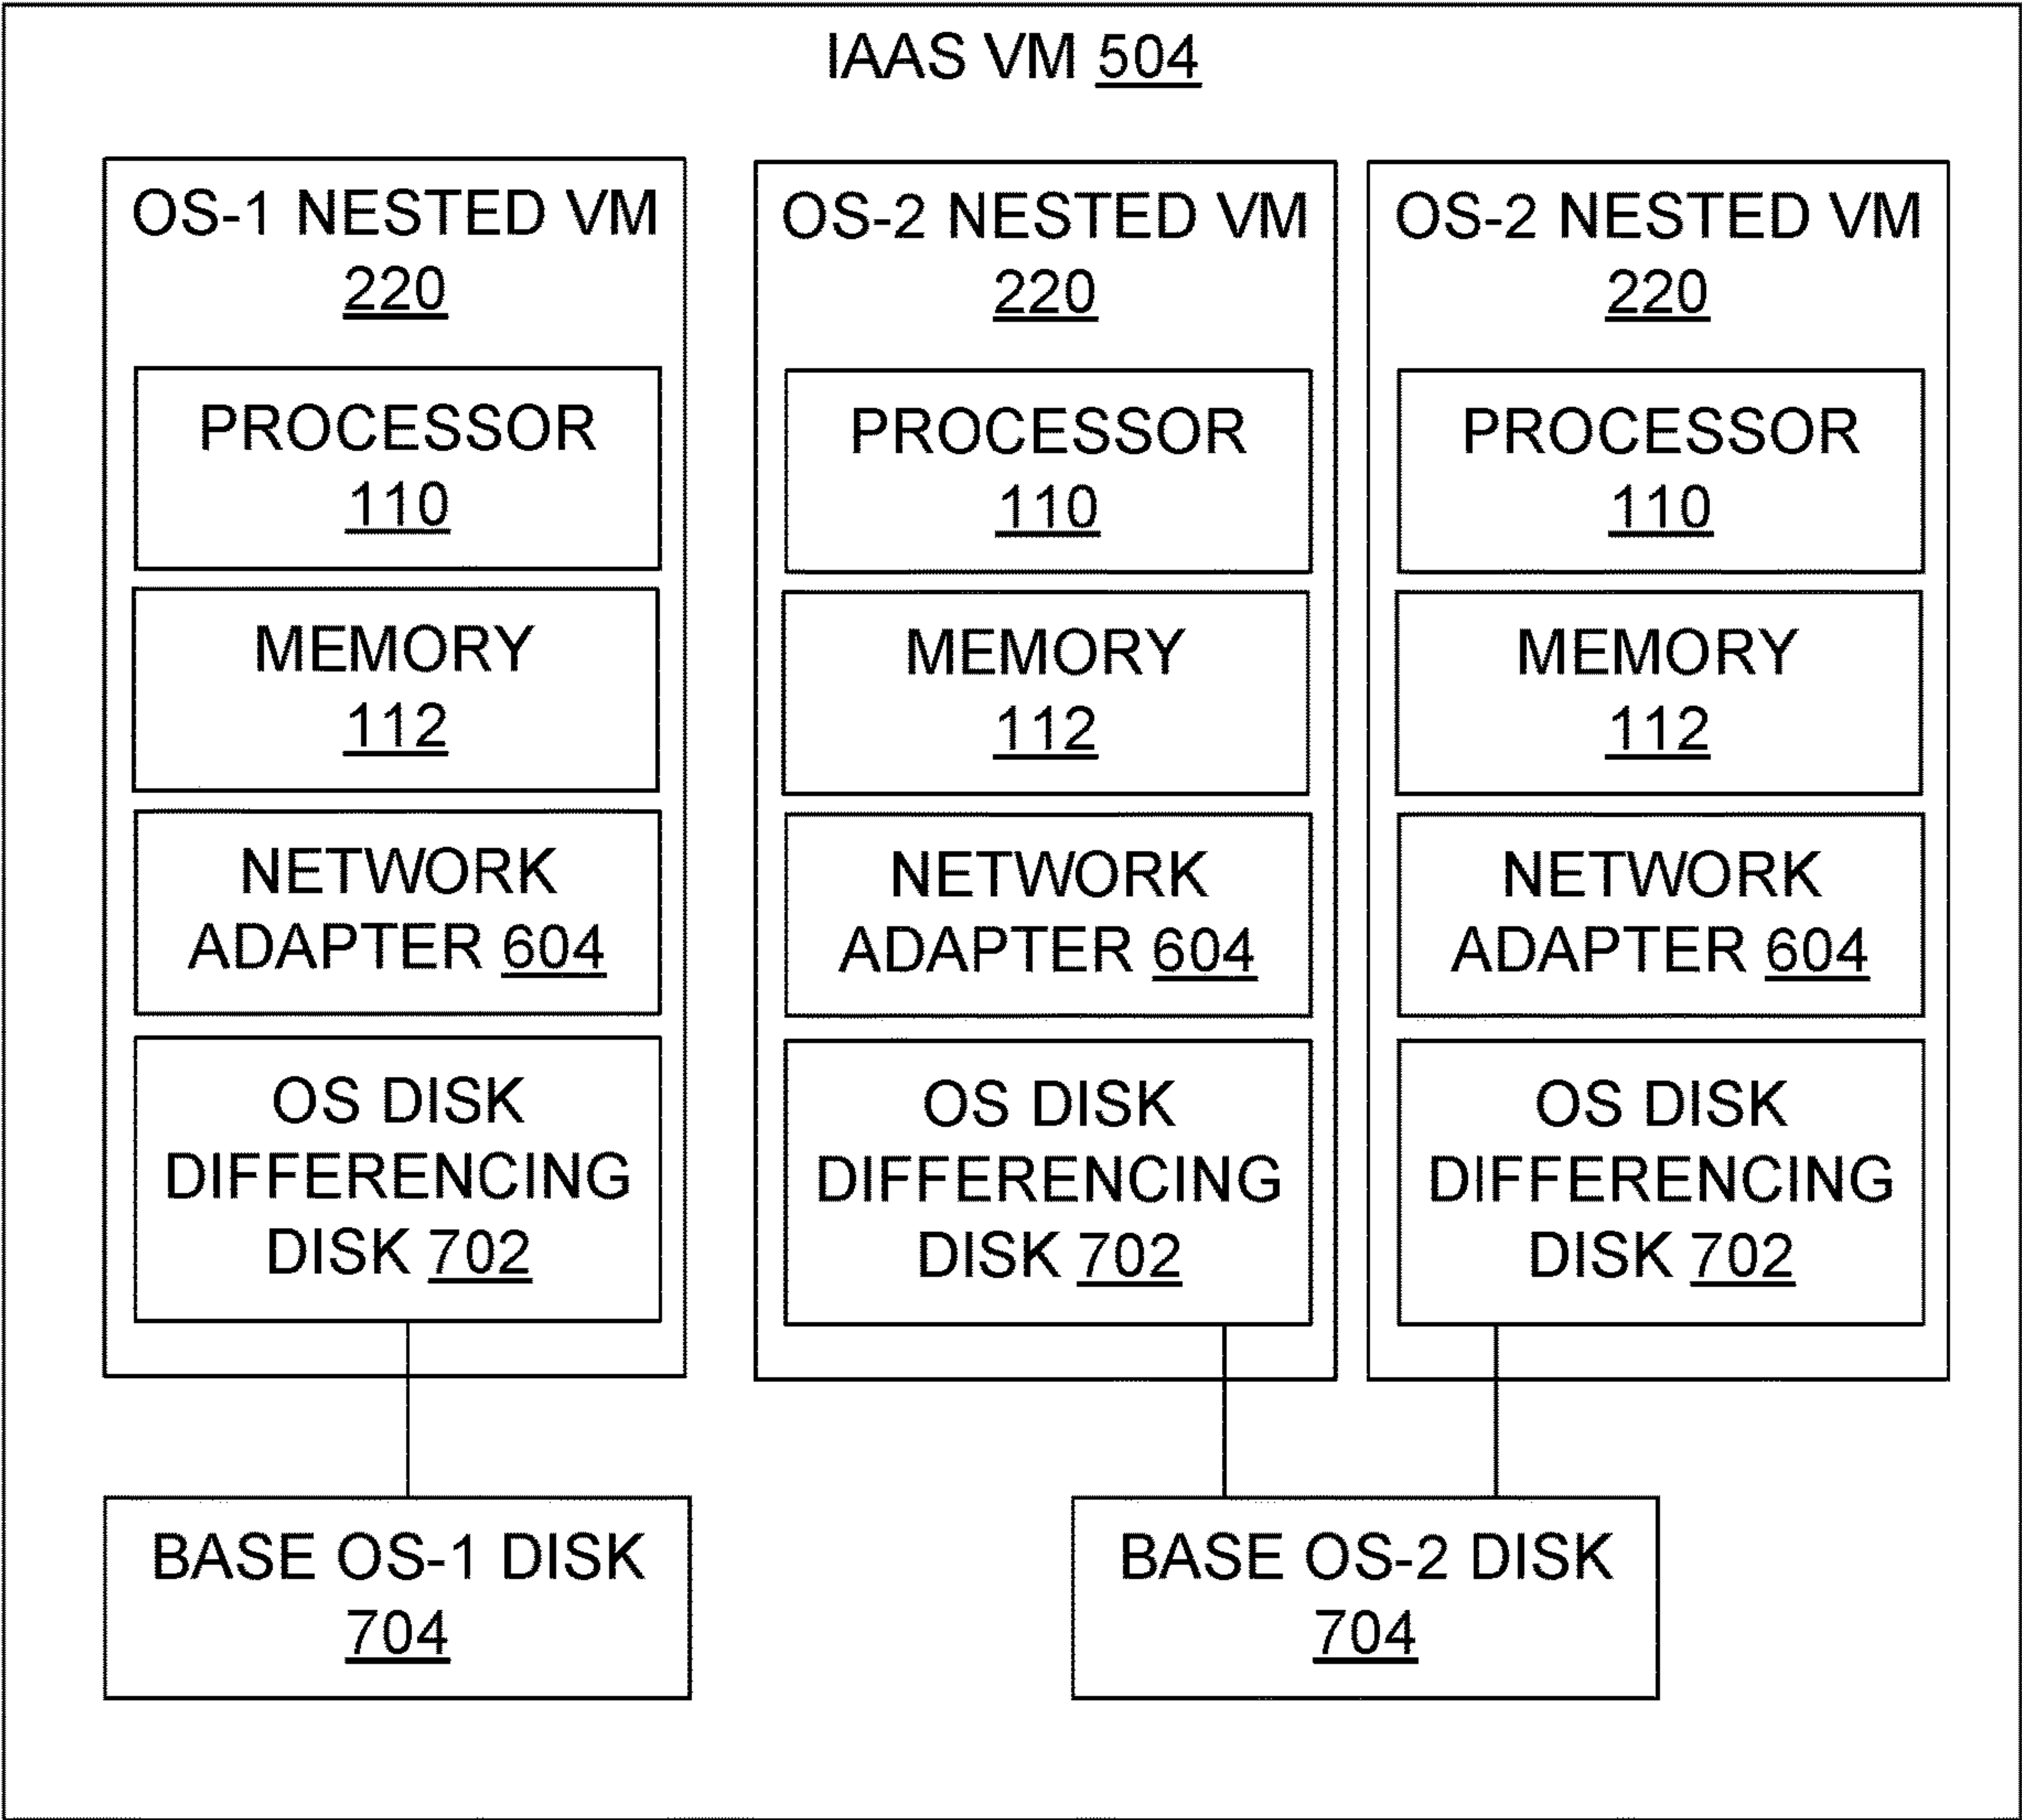 IAAS VM 504
OS-1 NESTED VM
220
PROCESSOR
110
MEMORY
112
NETWORK
ADAPTER 604
OS DISK
DIFFERENCING
DISK 702
OS-2 NESTED VM
220
PROCESSOR
110
MEMORY
112
NETWORK
ADAPTER 604
OS DISK
DIFFERENCING
DISK 702
OS-2 NESTED VM
220
PROCESSOR
110
MEMORY
112
NETWORK
ADAPTER 604
OS DISK
DIFFERENCING
DISK 702
BASE OS-1 DISK
704
BASE OS-2 DISK
704